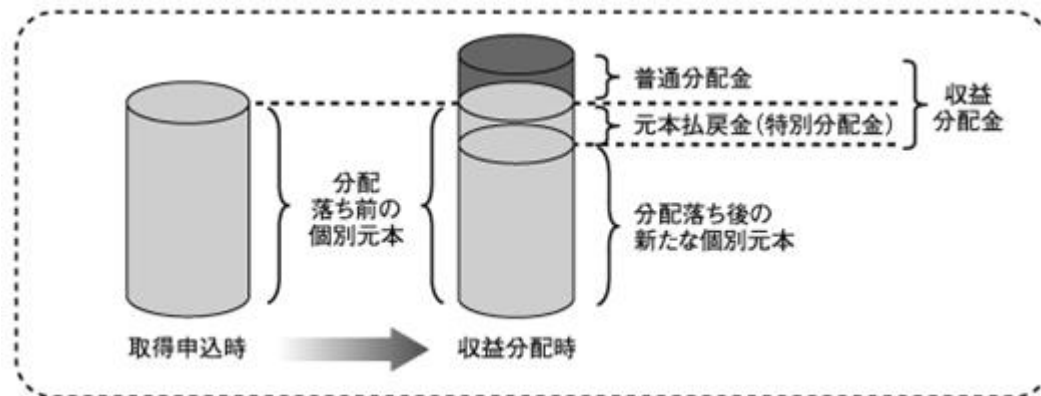 普通分配金
元本払戻金(特別分配金)
収益
分配金
分配
落ち前の
個別元本
分配落ち後の
新たな個別元本
取得申込時
収益分配時